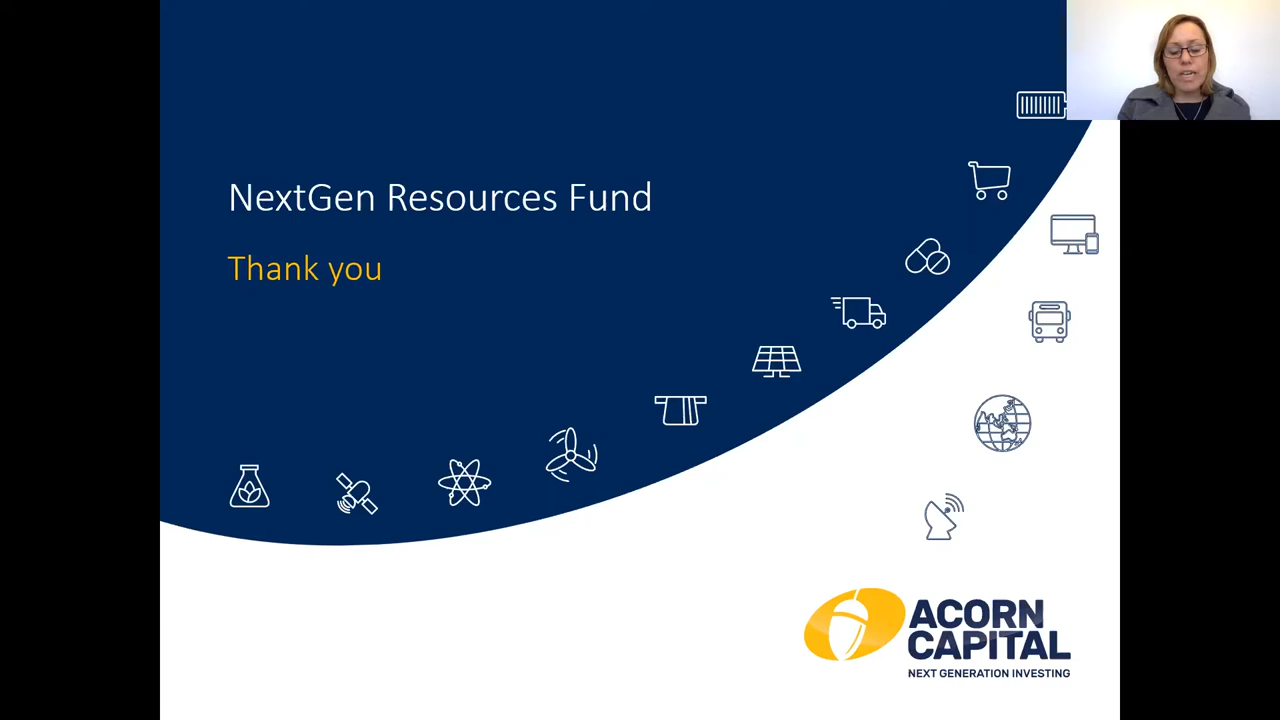 NextGen Resources Fund
Thank you
ACORN
CAPITAL
NEXT GENERATION INVESTING